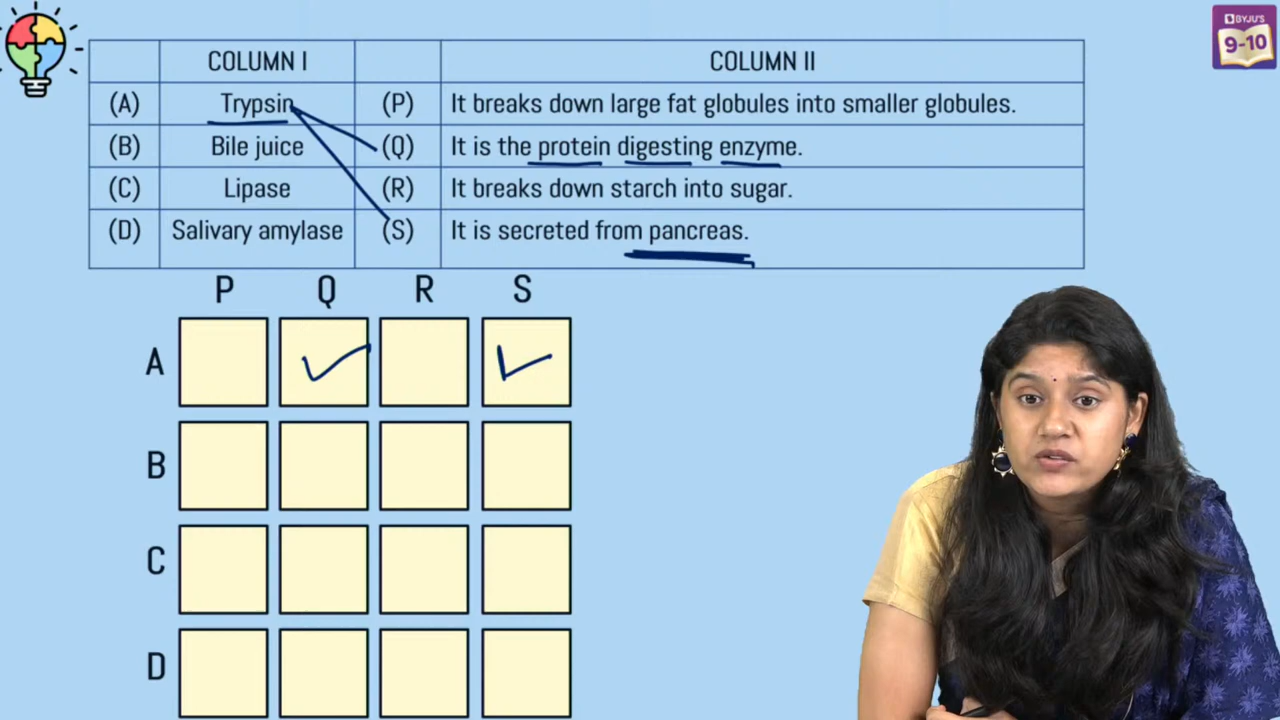 BYJU'S
9-10
COLUMN I COLUMN II
(A) Trypsin (P) It breaks down large fat globules into smaller globules.
(B) Bile juice (Q) It is the protein digesting enzyme.
(C) Lipase (R) It breaks down starch into sugar.
(D) Salivary amylase (S) It is secreted from pancreas.
P Q R S
A
B
C
D